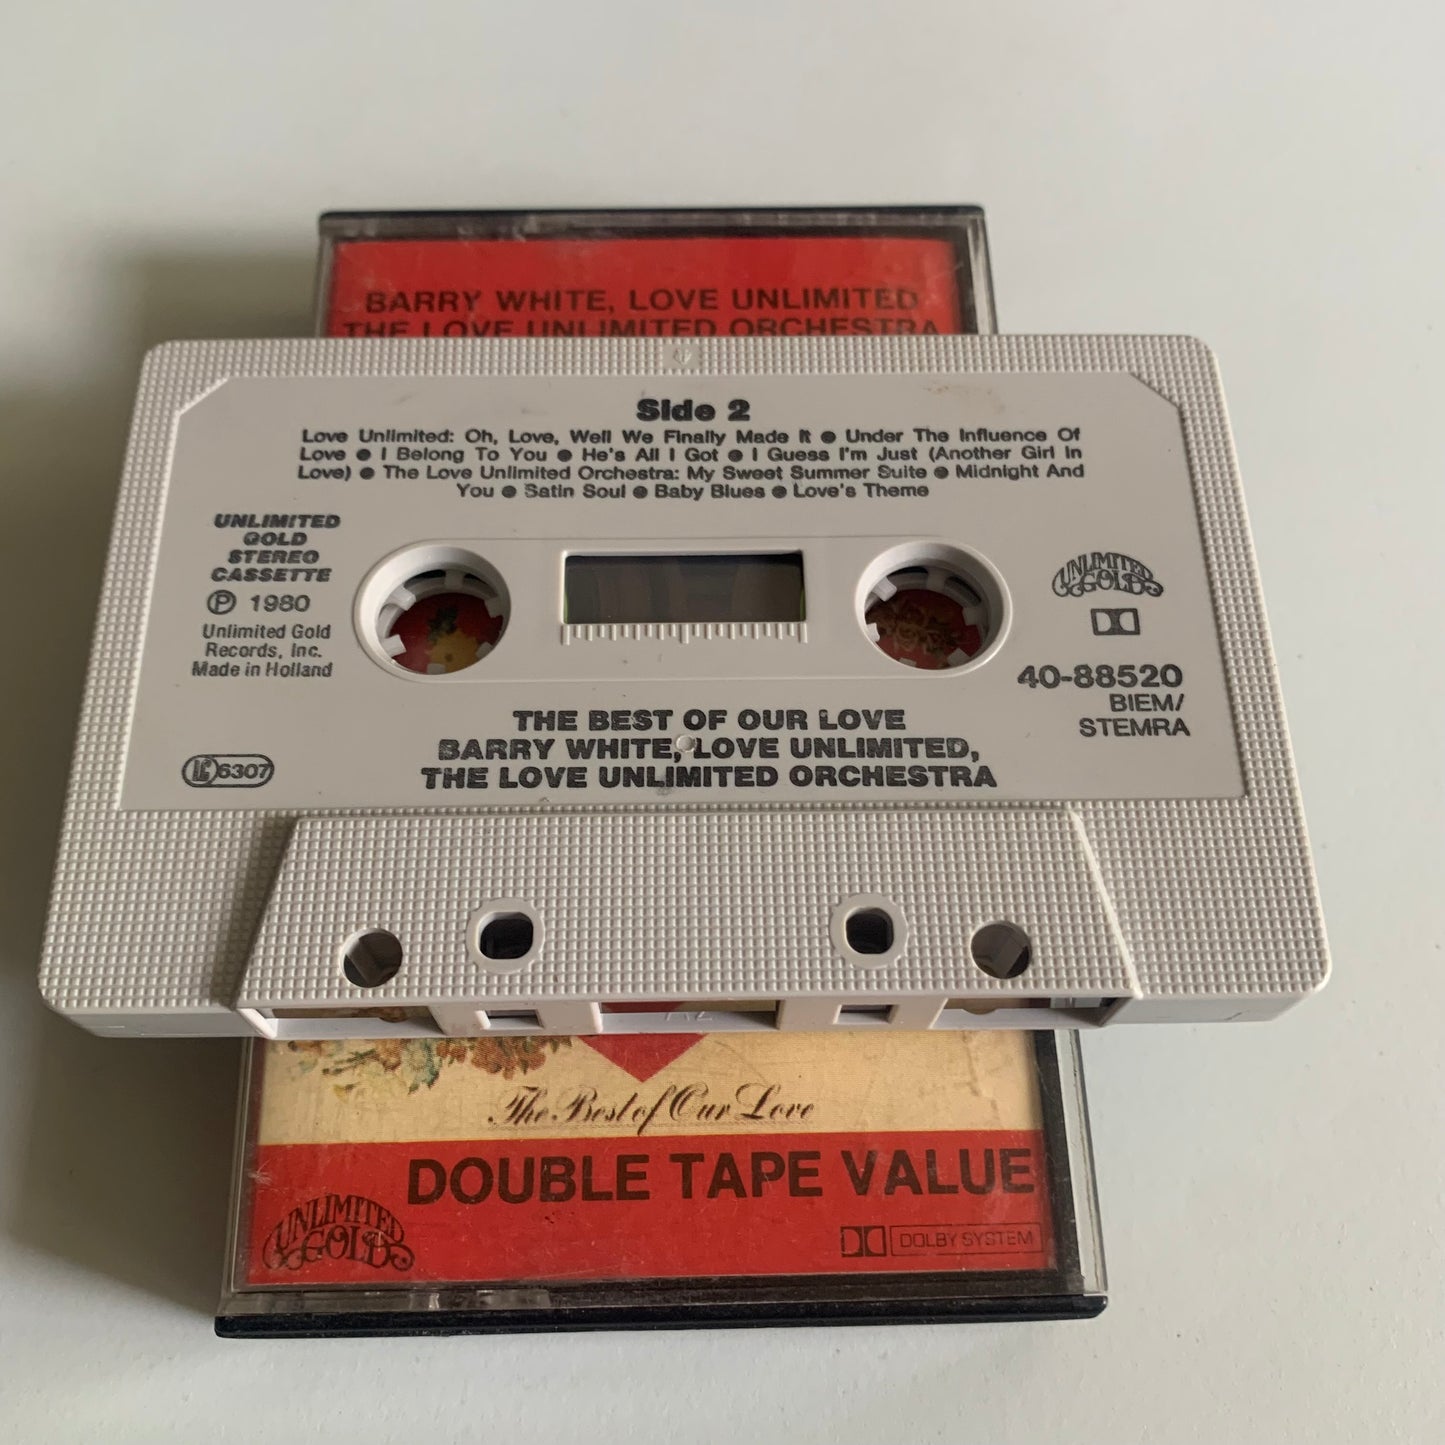 BARRY WHITE, LOVE UNLIMITED
THE LOVE UNLIMITED ORCHESTRA
Side 2
Love Unlimited: Oh, Love, Well We Finally Made It ● Under The Influence Of
Love ● I Belong To You ● He's All I Got ● I Guess I'm Just (Another Girl In
Love) ● The Love Unlimited Orchestra: My Sweet Summer Suite ● Midnight And
You ● Satin Soul ● Baby Blues ● Love's Theme
UNLIMITED
GOLD
STEREO
CASSETTE
Ⓟ 1980
Unlimited Gold
Records, Inc.
Made in Holland
LC 6307
UNLIMITED
GOLD
40-88520
BIEM/
STEMRA
THE BEST OF OUR LOVE
BARRY WHITE, LOVE UNLIMITED,
THE LOVE UNLIMITED ORCHESTRA
The Best of Our Love
DOUBLE TAPE VALUE
UNLIMITED
GOLD
DOLBY SYSTEM